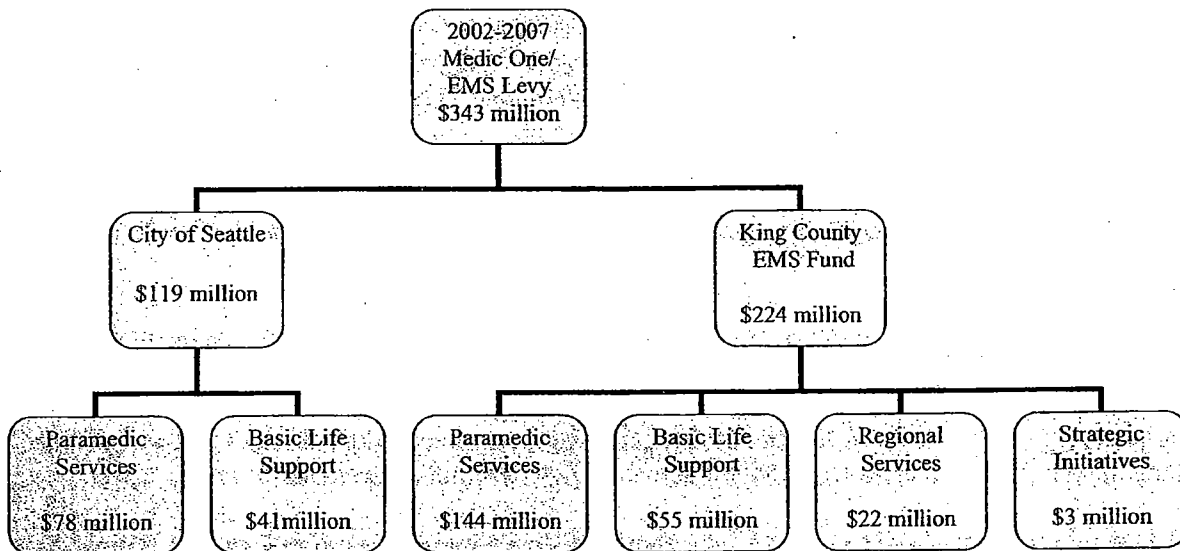 2002-2007
Medic One/
EMS Levy
$343 million
City of Seattle
$119 million
King County
EMS Fund
$224 million
Paramedic
Services
$78 million
Basic Life
Support
$41million
Paramedic
Services
$144 million
Basic Life
Support
$55 million
Regional
Services
$22 million
Strategic
Initiatives
$3 million